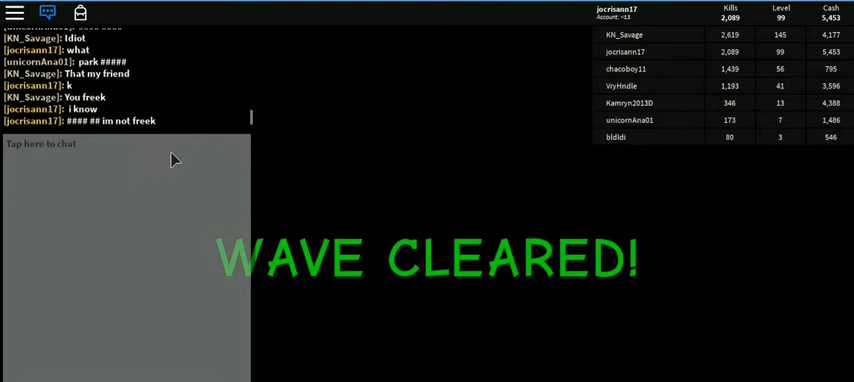 jocrisann17 Kills Level Cash
Account: <13 2,089 99 5,453
[KN_Savage]: Idiot
[jocrisann17]: what
[unicornAna01]: park #####
[KN_Savage]: That my friend
[jocrisann17]: k
[KN_Savage]: You freek
[jocrisann17]: i know
[jocrisann17]: #### ## im not freek
Tap here to chat
KN_Savage 2,619 145 4,177
jocrisann17 2,089 99 5,453
chacoboy11 1,439 56 795
VryHndle 1,193 41 3,596
Kamryn2013D 346 13 4,388
unicornAna01 173 7 1,486
bldldi 80 3 546
WAVE CLEARED!